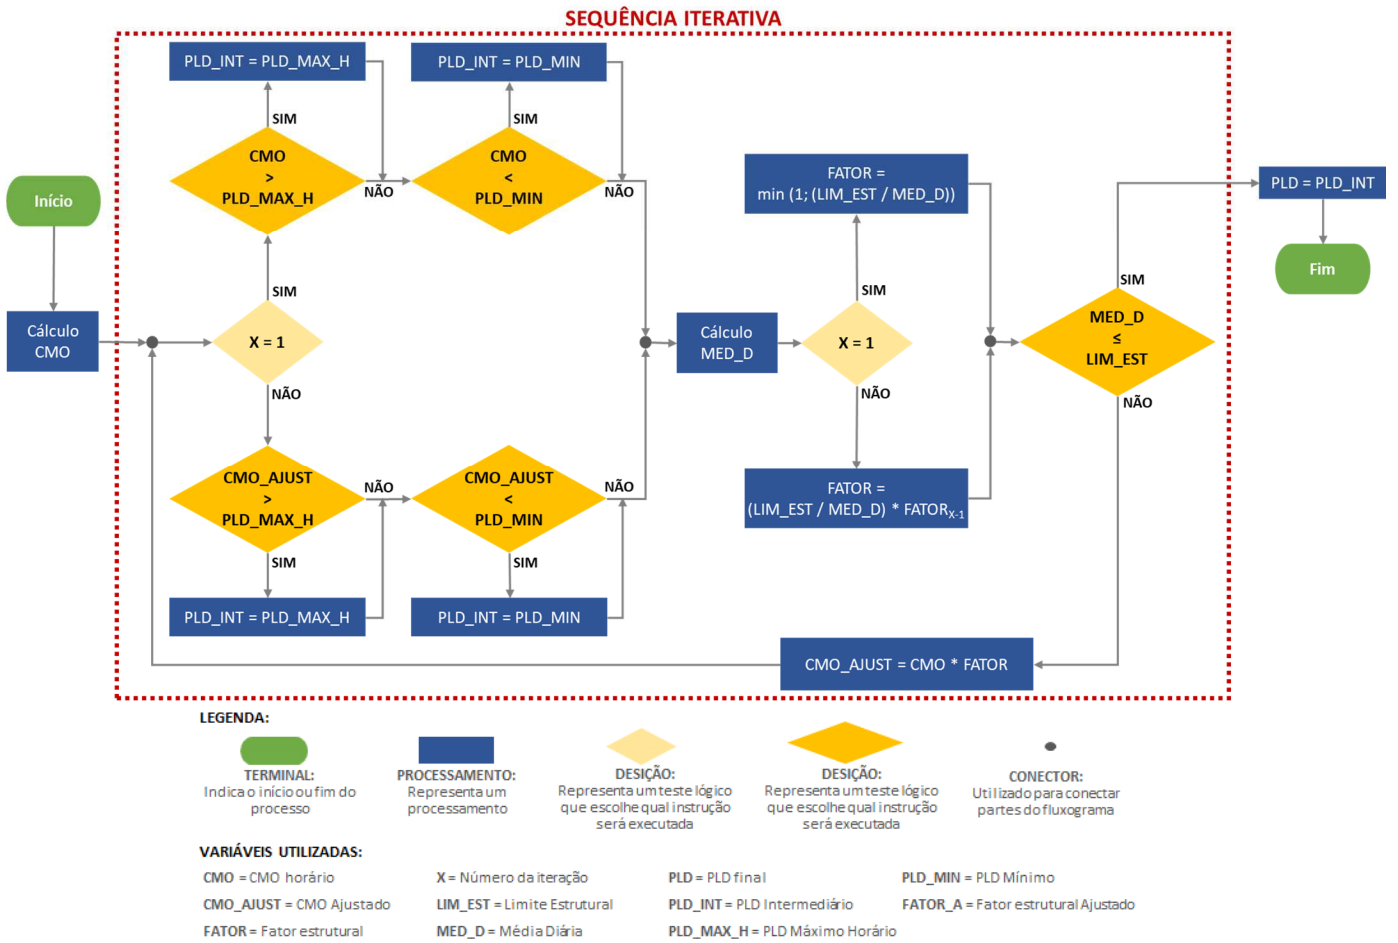 SEQUÊNCIA ITERATIVA
PLD_INT = PLD_MAX_H
PLD_INT = PLD_MIN
SIM
SIM
CMO
>
PLD_MAX_H
NÃO
CMO
<
PLD_MIN
NÃO
FATOR =
min (1; (LIM_EST / MED_D))
PLD = PLD_INT
Início
Fim
SIM
SIM
SIM
Cálculo
CMO
X = 1
Cálculo
MED_D
X = 1
MED_D
≤
LIM_EST
NÃO
NÃO
NÃO
CMO_AJUST
>
PLD_MAX_H
NÃO
CMO_AJUST
<
PLD_MIN
NÃO
FATOR =
(LIM_EST / MED_D) * FATORX-1
SIM
SIM
PLD_INT = PLD_MAX_H
PLD_INT = PLD_MIN
CMO_AJUST = CMO * FATOR
LEGENDA:
TERMINAL:
Indica o início ou fim do
processo
PROCESSAMENTO:
Representa um
processamento
DESIÇÃO:
Representa um teste lógico
que escolhe qual instrução
será executada
DESIÇÃO:
Representa um teste lógico
que escolhe qual instrução
será executada
CONECTOR:
Utilizado para conectar
partes do fluxograma
VARIÁVEIS UTILIZADAS:
CMO = CMO horário
X = Número da iteração
PLD = PLD final
PLD_MIN = PLD Mínimo
CMO_AJUST = CMO Ajustado
LIM_EST = Limite Estrutural
PLD_INT = PLD Intermediário
FATOR_A = Fator estrutural Ajustado
FATOR = Fator estrutural
MED_D = Média Diária
PLD_MAX_H = PLD Máximo Horário